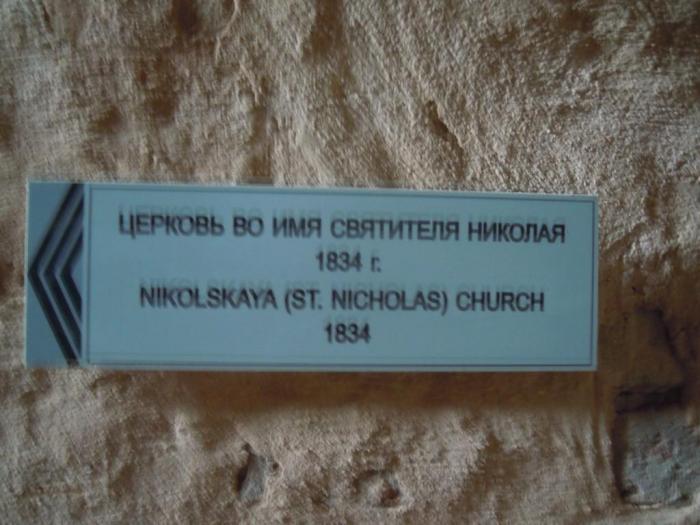 ЦЕРКОВЬ ВО ИМЯ СВЯТИТЕЛЯ НИКОЛАЯ
1834 г.
NIKOLSKAYA (ST. NICHOLAS) CHURCH
1834